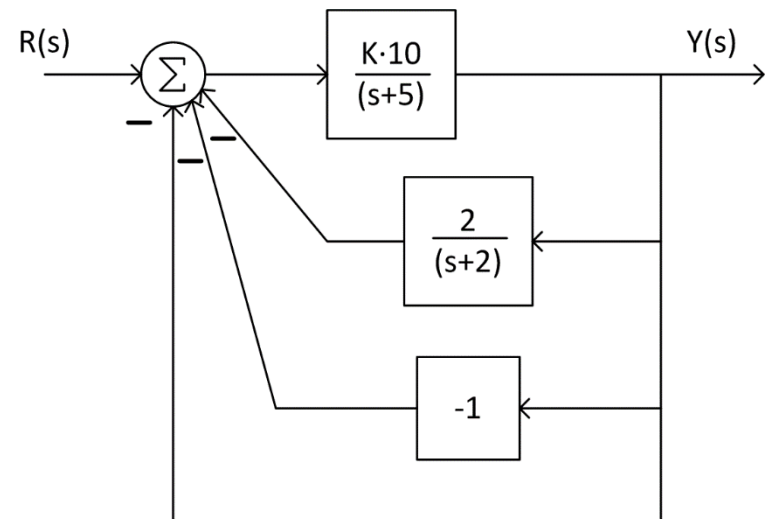 R(s)
Σ
K·10
(s+5)
Y(s)
−
−
−
2
(s+2)
-1